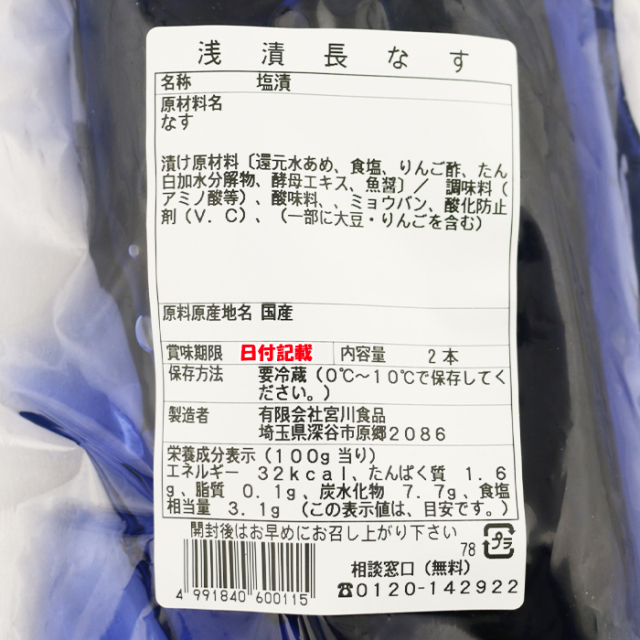 浅漬長なす
名称 塩漬
原材料名
なす
漬け原材料〔還元水あめ、食塩、りんご酢、たん
白加水分解物、酵母エキス、魚醤〕／ 調味料（
アミノ酸等）、酸味料、、ミョウバン、酸化防止
剤（Ｖ．Ｃ）、（一部に大豆・りんごを含む）
原料原産地名 国産
賞味期限 日付記載 内容量 ２本
保存方法 要冷蔵（０℃～１０℃で保存してく
ださい。）
製造者 有限会社宮川食品
埼玉県深谷市原郷２０８６
栄養成分表示（１００ｇ当り）
エネルギー ３２ｋｃａｌ、たんぱく質 １．６
ｇ、脂質 ０．１ｇ、炭水化物 ７．７ｇ、食塩
相当量 ３．１ｇ （この表示値は、目安です。）
開封後はお早めにお召し上がり下さい
78 プラ
4 991840 600115
相談窓口（無料）
☎０１２０－１４２９２２